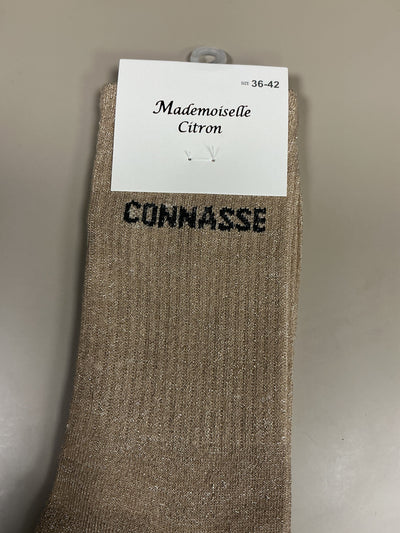 SIZE 36-42
Mademoiselle
Citron
CONNASSE